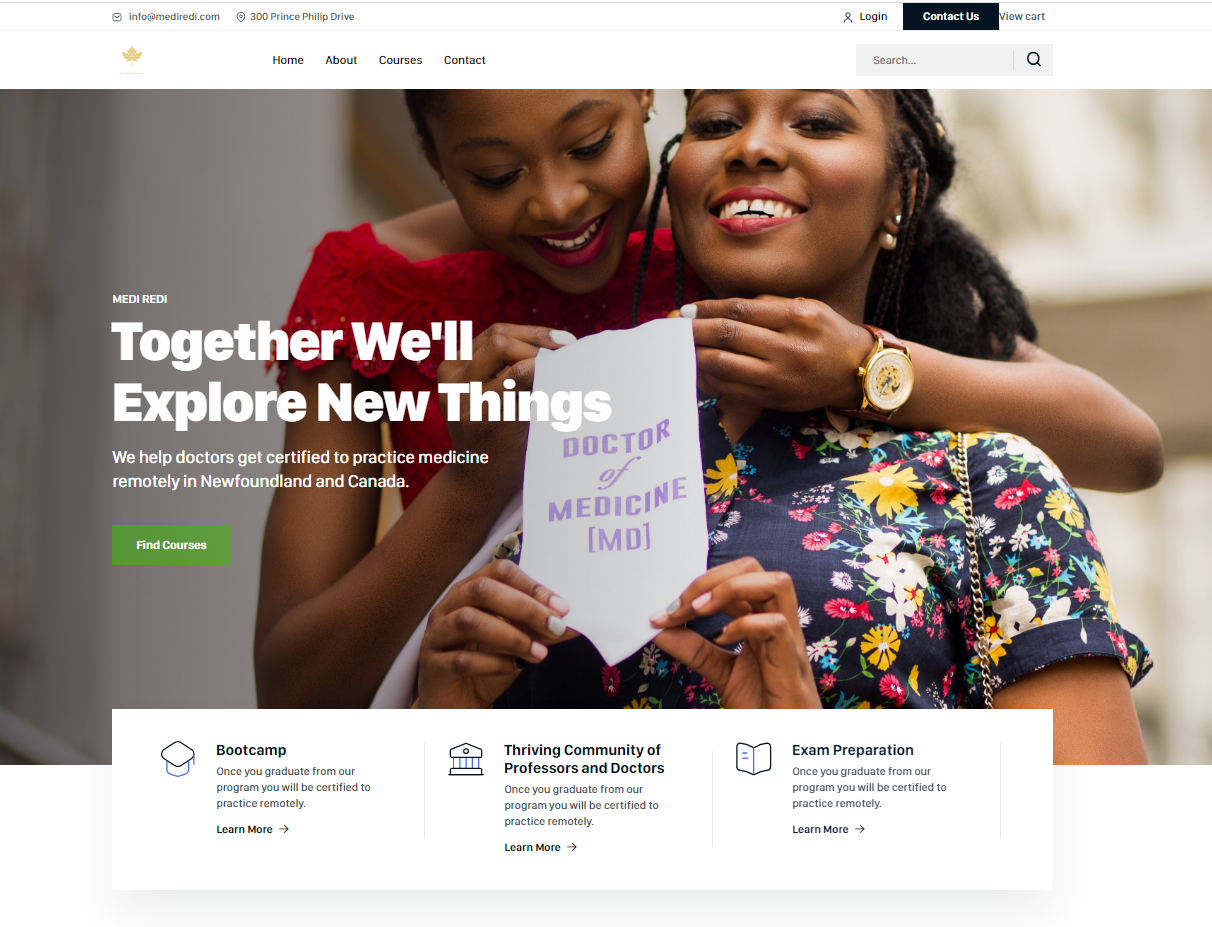 info@mediredi.com
300 Prince Philip Drive
Login
Contact Us
View cart
Home
About
Courses
Contact
Search...
MEDI REDI
Together We'll
Explore New Things
We help doctors get certified to practice medicine
remotely in Newfoundland and Canada.
Find Courses
DOCTOR
of
MEDICINE
[MD]
Bootcamp
Once you graduate from our
program you will be certified to
practice remotely.
Learn More
Thriving Community of
Professors and Doctors
Once you graduate from our
program you will be certified to
practice remotely.
Learn More
Exam Preparation
Once you graduate from our
program you will be certified to
practice remotely.
Learn More